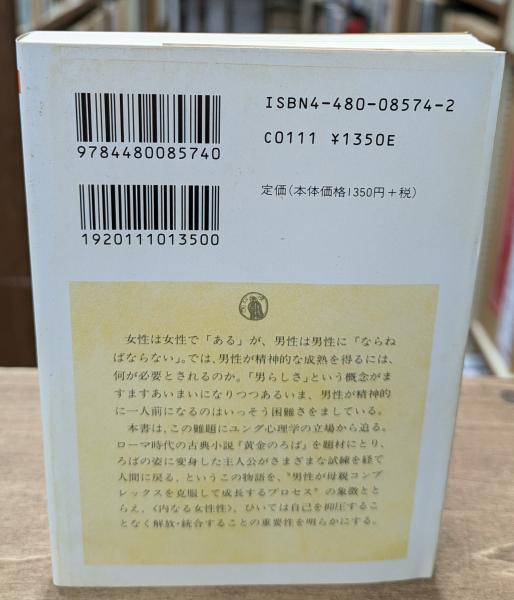 ISBN4-480-08574-2
C0111 ¥1350E
9784480085740
定価(本体価格1350円+税)
1920111013500
女性は女性で「ある」が、男性は男性に「ならね
ばならない」。では、男性が精神的な成熟を得るには、
何が必要とされるのか。「男らしさ」という概念がま
すますあいまいになりつつあるいま、男性が精神的
に一人前になるのはいっそう困難さをましている。
本書は、この難題にユング心理学の立場から迫る。
ローマ時代の古典小説『黄金のろば』を題材にとり、
ろばの姿に変身した主人公がさまざまな試練を経て
人間に戻る、というこの物語を、"男性が母親コンプ
レックスを克服して成長するプロセス"の象徴とと
らえ、〈内なる女性性〉、ひいては自己を抑圧するこ
となく解放・統合することの重要性を明らかにする。